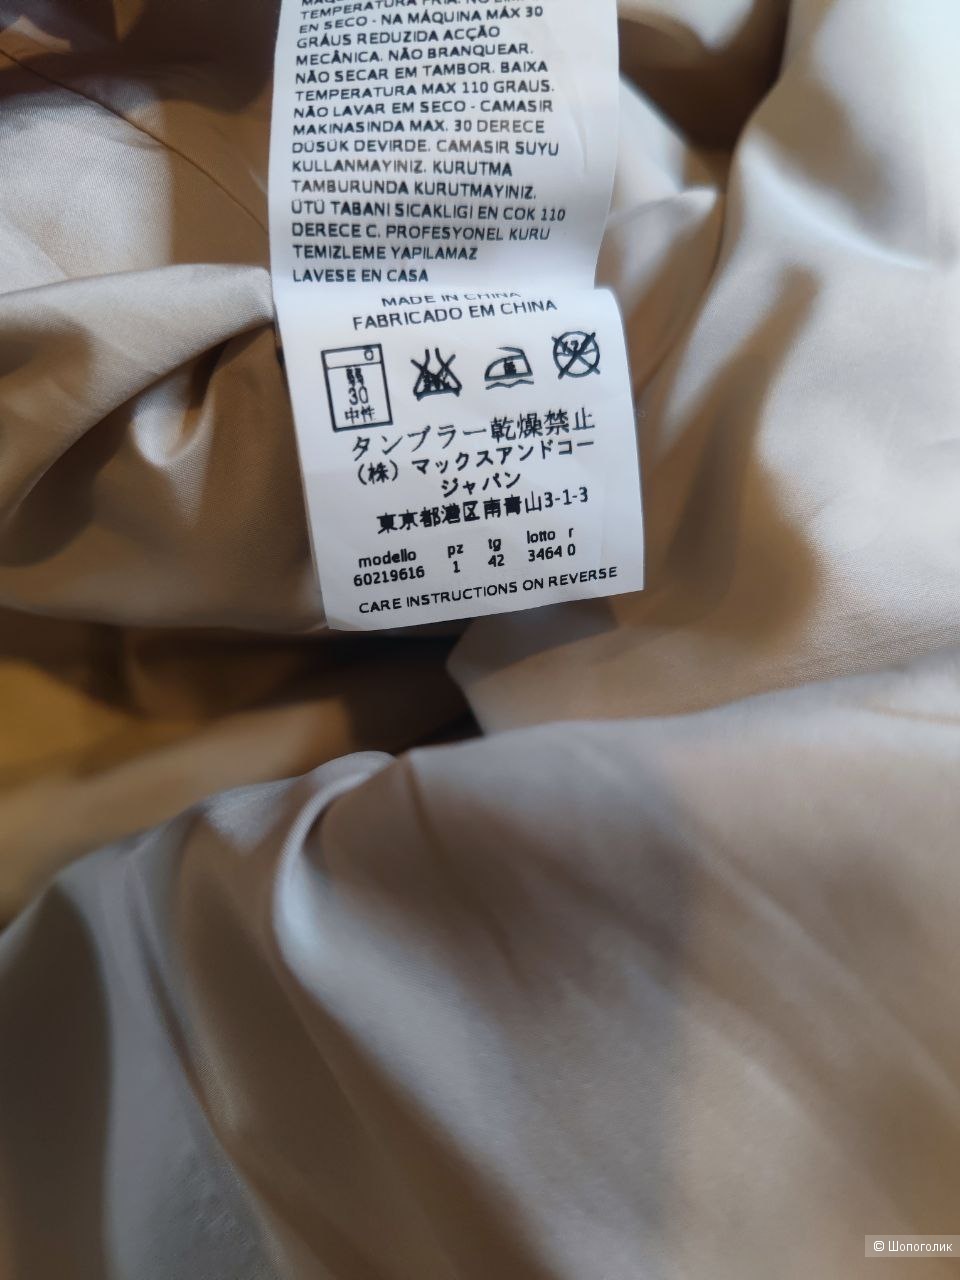 TEMPERATURA FRIA. NO
EN SECO - NA MÁQUINA MÁX 30
GRÁUS REDUZIDA ACÇÃO
MECÂNICA. NÃO BRANQUEAR.
NÃO SECAR EM TAMBOR. BAIXA
TEMPERATURA MAX 110 GRAUS.
NÃO LAVAR EM SECO - CAMASIR
MAKINASINDA MAX. 30 DERECE
DÜSÜK DEVIRDE. CAMASIR SUYU
KULLANMAYINIZ. KURUTMA
TAMBURUNDA KURUTMAYINIZ.
ÜTÜ TABANI SICAKLIGI EN COK 110
DERECE C. PROFESYONEL KURU
TEMIZLEME YAPILAMAZ
LAVESE EN CASA
MADE IN CHINA
FABRICADO EM CHINA
30
中性
タンブラー乾燥禁止
(株) マックスアンドコー
ジャパン
東京都港区南青山3-1-3
modello pz tg lotto r
60219616 1 42 3464 0
CARE INSTRUCTIONS ON REVERSE
© Шопоголик